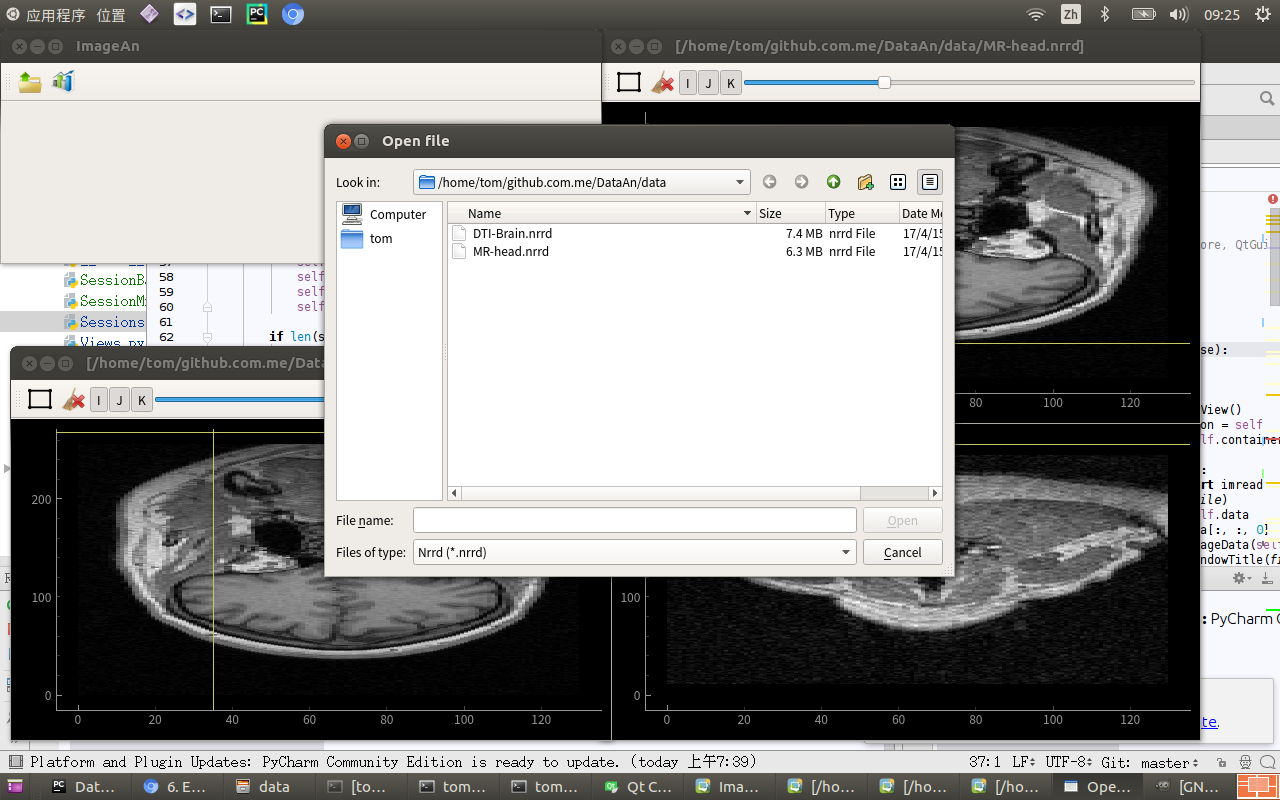 应用程序 位置 Zh 09:25
ImageAn
[/home/tom/github.com.me/DataAn/data/MR-head.nrrd]
I J K
Open file
Look in: /home/tom/github.com.me/DataAn/data
Computer
tom
Name Size Type
DTI-Brain.nrrd 7.4 MB nrrd File 17/4/15
MR-head.nrrd 6.3 MB nrrd File 17/4/15
File name: Open
Files of type: Nrrd (*.nrrd) Cancel
ore, QtGui
58 self
59 self
60 self
61
62 if len(s
SessionBa
SessionMa
Sessions
Views.py
[/home/tom/github.com.me/Data
I J K
80 100 120
200
100
0
0 20 40 60 80 100 120
100
0
0 20 40 60 80 100 120
se):
View()
on = self
lf.container
:
rt imread
ile)
lf.data
a[:, :, 0]
ageData(self
ndowTitle(fi
: PyCharm C
te.
Platform and Plugin Updates: PyCharm Community Edition is ready to update. (today 上午7:39) 37:1 LF UTF-8 Git: master
Dat... 6. E... data [to... tom... tom... Qt C... Ima... [/ho... [/ho... [/ho... Ope... [GN...